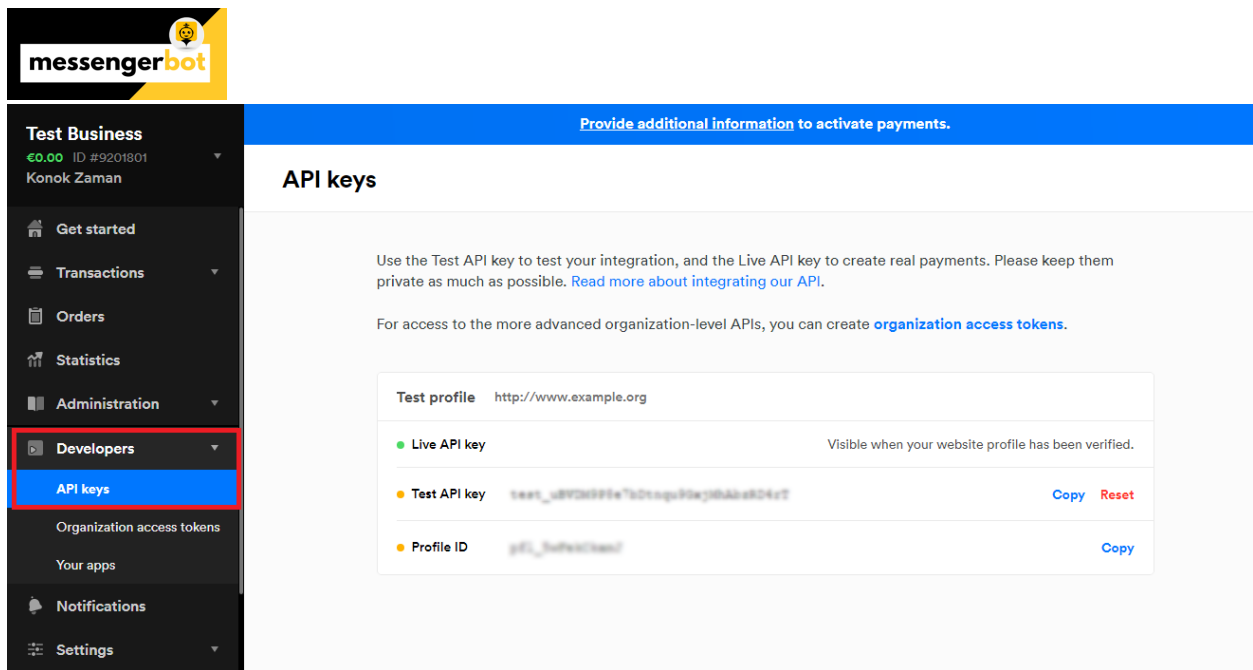 messengerbot
Test Business
€0.00 ID #9201801
Konok Zaman
Get started
Transactions
Orders
Statistics
Administration
Developers
API keys
Organization access tokens
Your apps
Notifications
Settings
Provide additional information to activate payments.
API keys
Use the Test API key to test your integration, and the Live API key to create real payments. Please keep them
private as much as possible. Read more about integrating our API.
For access to the more advanced organization-level APIs, you can create organization access tokens.
Test profile http://www.example.org
Live API key Visible when your website profile has been verified.
Test API key Copy Reset
Profile ID Copy